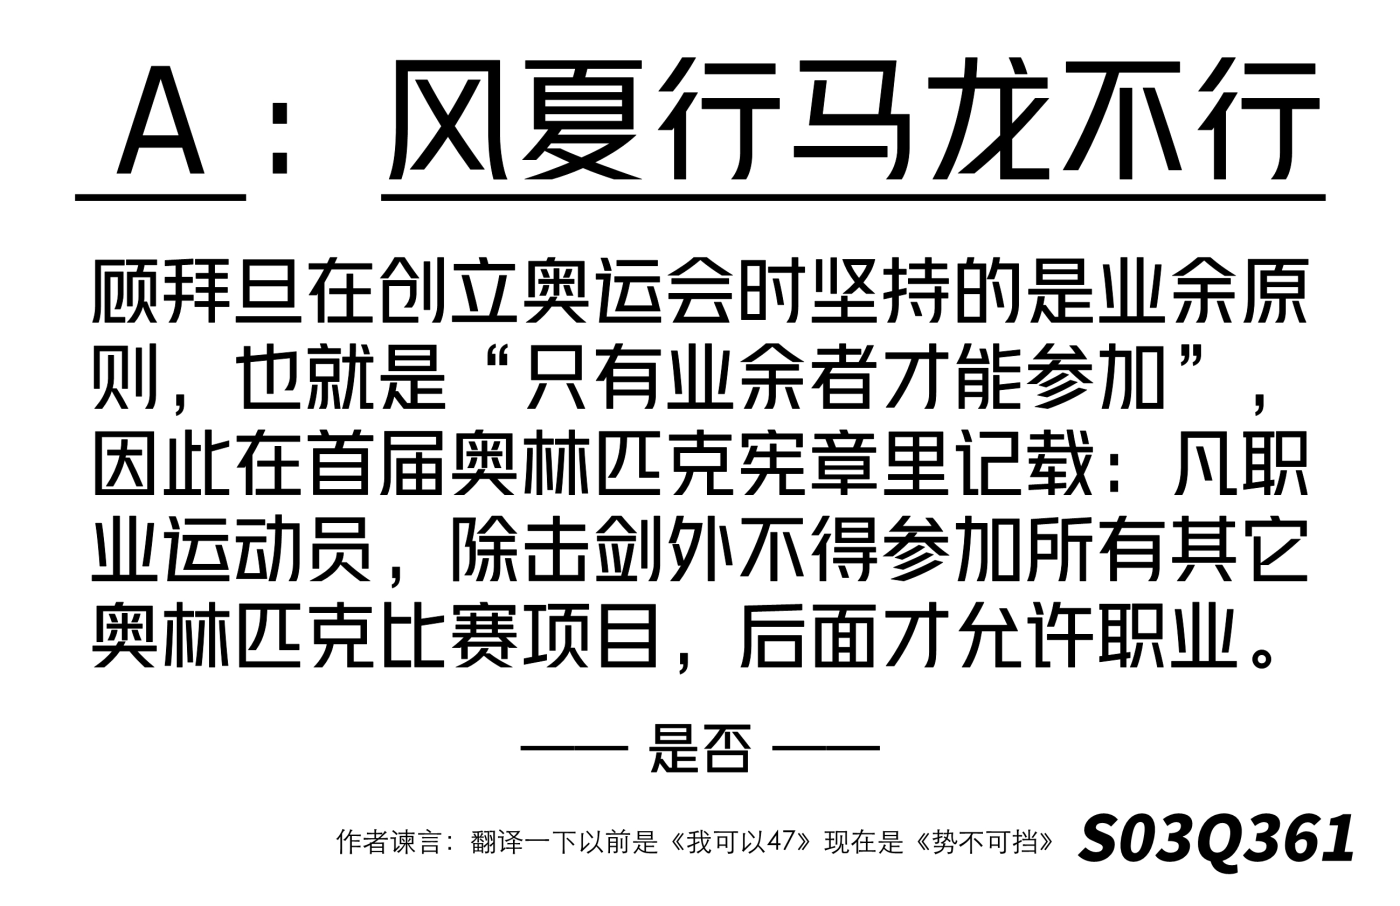 A：风夏行马龙不行
顾拜旦在创立奥运会时坚持的是业余原
则，也就是“只有业余者才能参加”，
因此在首届奥林匹克宪章里记载：凡职
业运动员，除击剑外不得参加所有其它
奥林匹克比赛项目，后面才允许职业。
—— 是否 ——
作者谏言：翻译一下以前是《我可以47》现在是《势不可挡》 S03Q361